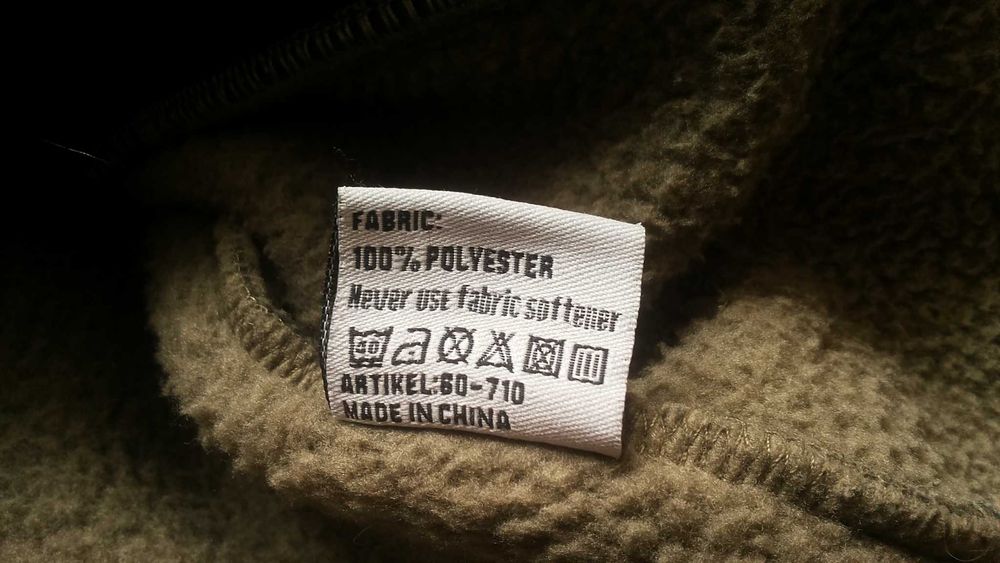 FABRIC:
100% POLYESTER
Never use fabric softener
ARTIKEL:60-710
MADE IN CHINA